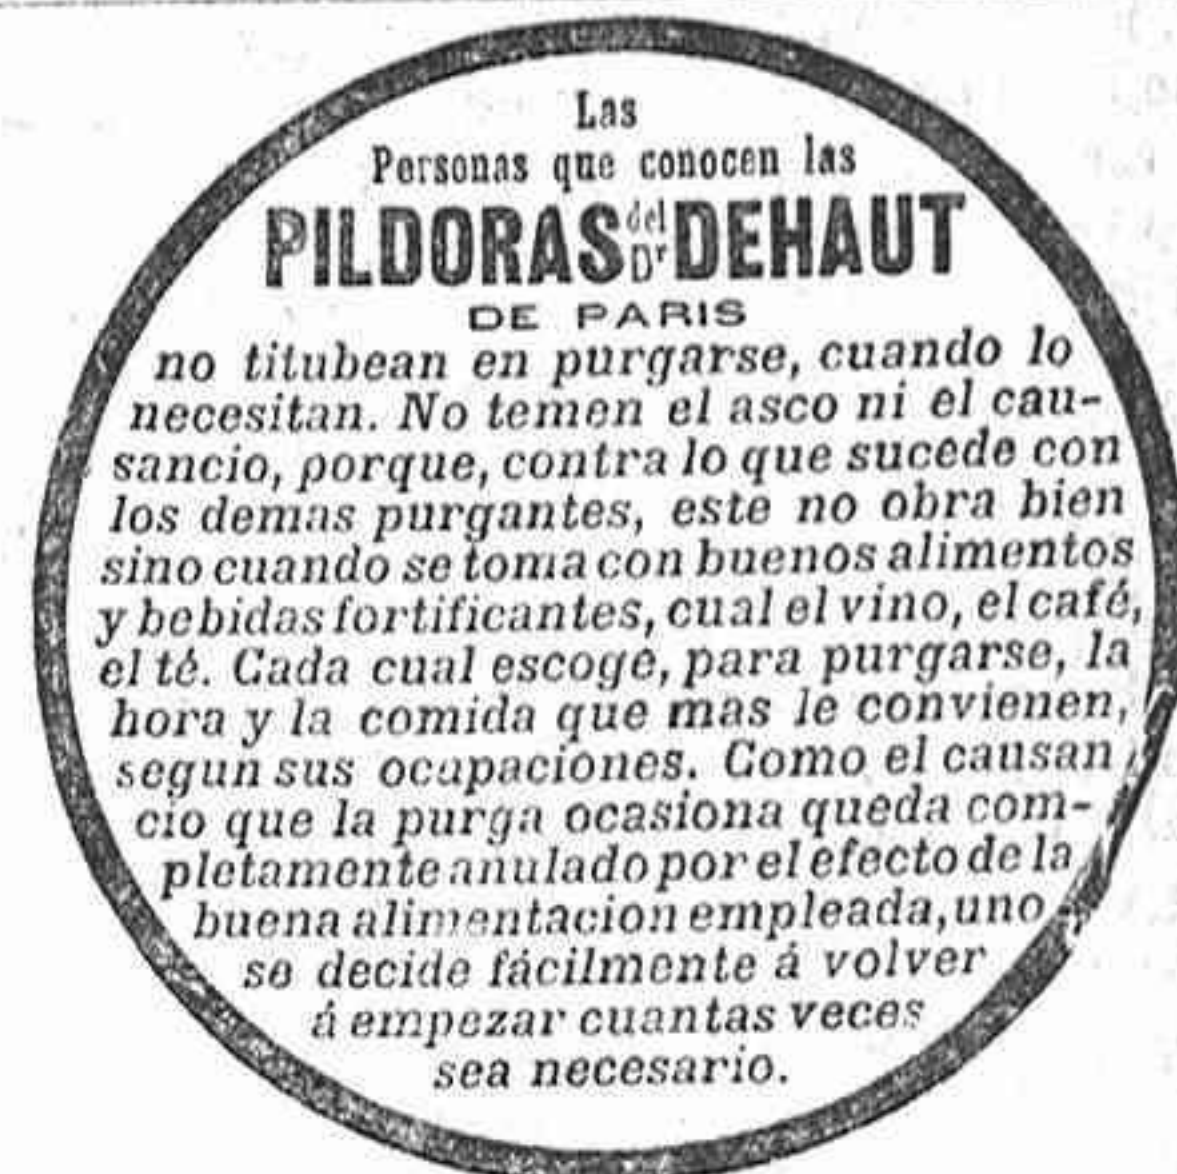 Las
Personas que conocen las
PILDORAS del Dr DEHAUT
DE PARIS
no titubean en purgarse, cuando lo
necesitan. No temen el asco ni el cau-
sancio, porque, contra lo que sucede con
los demas purgantes, este no obra bien
sino cuando se toma con buenos alimentos
y bebidas fortificantes, cual el vino, el café,
el té. Cada cual escoge, para purgarse, la
hora y la comida que mas le convienen,
segun sus ocupaciones. Como el causan
cio que la purga ocasiona queda com-
pletamente anulado por el efecto de la
buena alimentacion empleada, uno
se decide fácilmente á volver
á empezar cuantas veces
sea necesario.